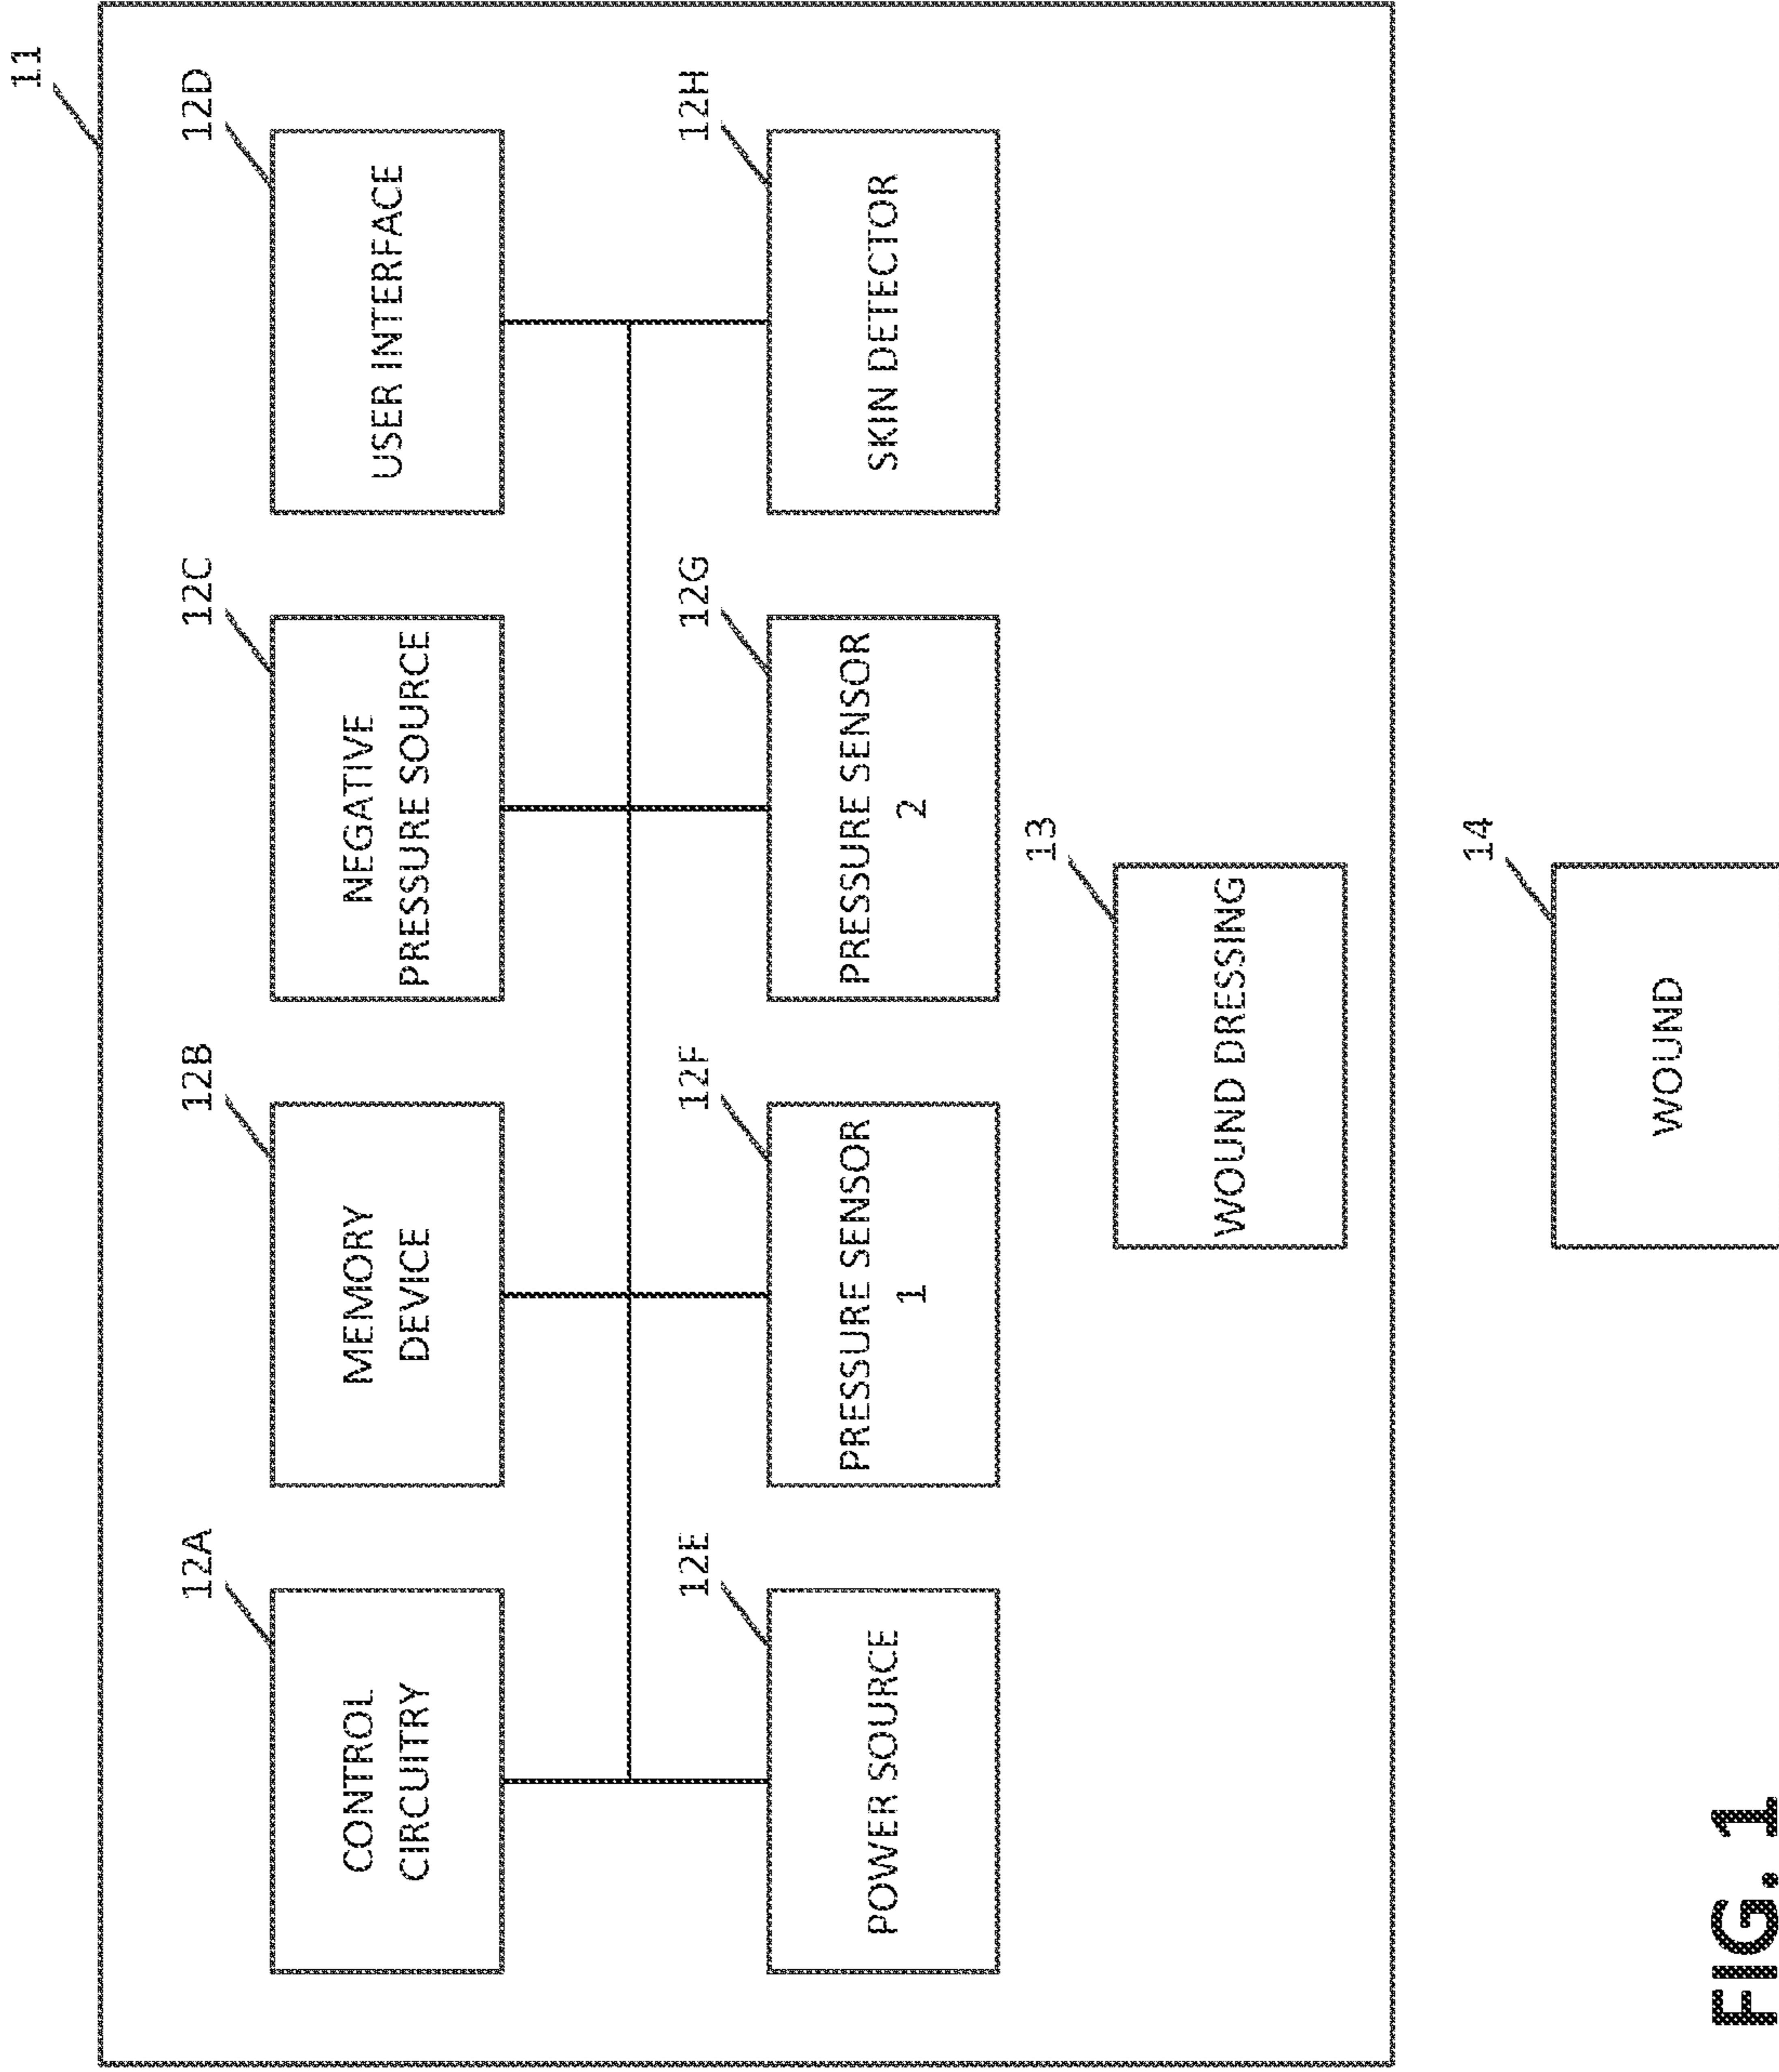 11
12A
12B
12C
12D
CONTROL
CIRCUITRY
MEMORY
DEVICE
NEGATIVE
PRESSURE SOURCE
USER INTERFACE
12E
12F
12G
12H
POWER SOURCE
PRESSURE SENSOR
1
PRESSURE SENSOR
2
SKIN DETECTOR
13
WOUND DRESSING
14
WOUND
FIG. 1